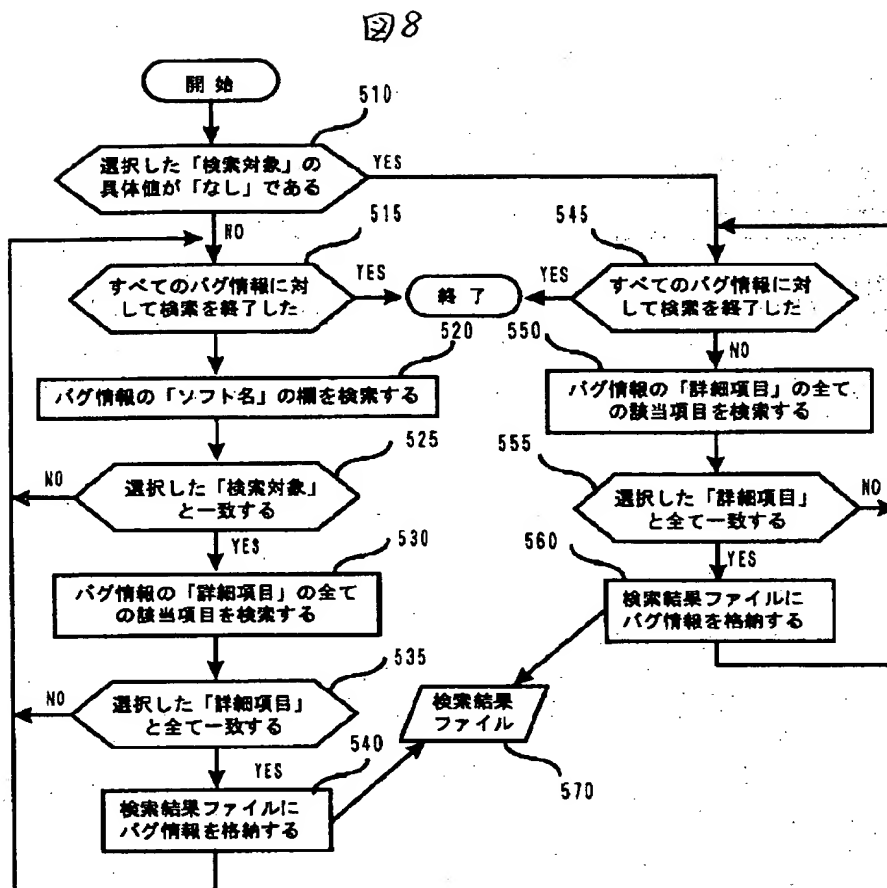 図8
開始
510
選択した「検索対象」の
具体値が「なし」である
YES
NO
515
545
すべてのバグ情報に対
して検索を終了した
YES
終了
YES
すべてのバグ情報に対
して検索を終了した
520
550
NO
バグ情報の「ソフト名」の欄を検索する
バグ情報の「詳細項目」の全て
の該当項目を検索する
525
555
NO
選択した「検索対象」
と一致する
選択した「詳細項目」
と全て一致する
NO
YES
530
560
YES
バグ情報の「詳細項目」の全て
の該当項目を検索する
検索結果ファイルに
バグ情報を格納する
535
NO
選択した「詳細項目」
と全て一致する
検索結果
ファイル
540
YES
570
検索結果ファイルに
バグ情報を格納する